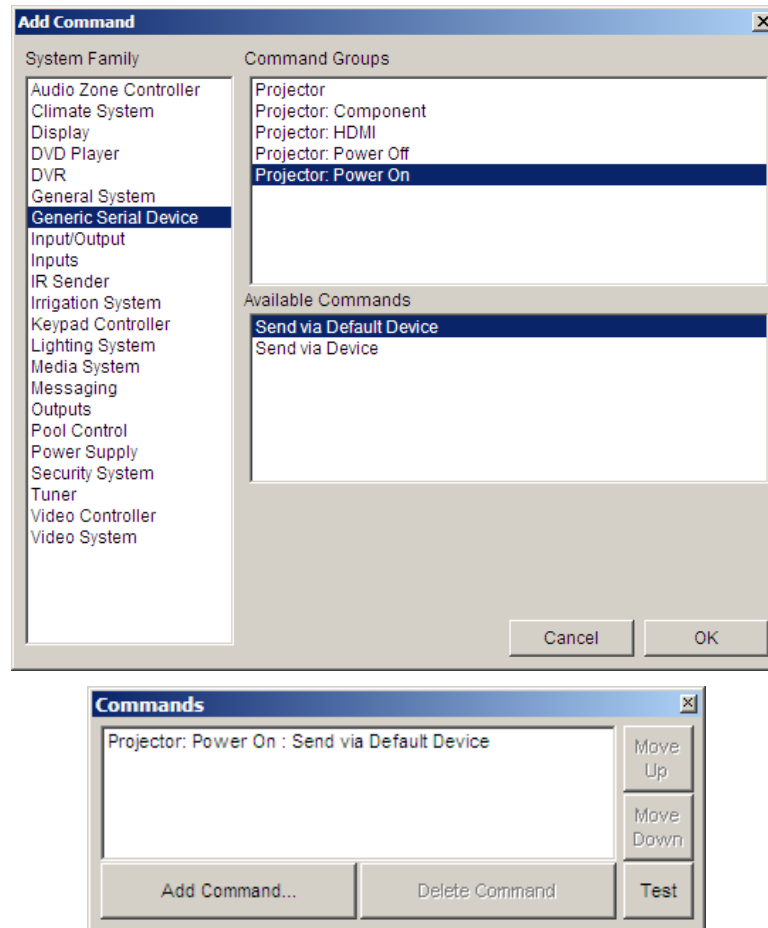 Add Command
System Family
Command Groups
Audio Zone Controller
Climate System
Display
DVD Player
DVR
General System
Generic Serial Device
Input/Output
Inputs
IR Sender
Irrigation System
Keypad Controller
Lighting System
Media System
Messaging
Outputs
Pool Control
Power Supply
Security System
Tuner
Video Controller
Video System
Projector
Projector: Component
Projector: HDMI
Projector: Power Off
Projector: Power On
Available Commands
Send via Default Device
Send via Device
Cancel
OK
Commands
Projector: Power On : Send via Default Device
Move
Up
Move
Down
Add Command...
Delete Command
Test